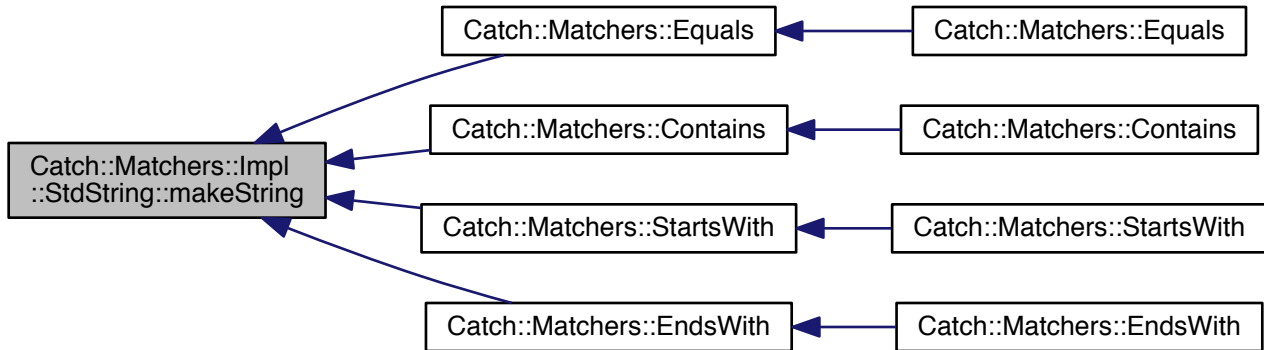 Catch::Matchers::Equals
Catch::Matchers::Equals
Catch::Matchers::Contains
Catch::Matchers::Contains
Catch::Matchers::Impl
::StdString::makeString
Catch::Matchers::StartsWith
Catch::Matchers::StartsWith
Catch::Matchers::EndsWith
Catch::Matchers::EndsWith